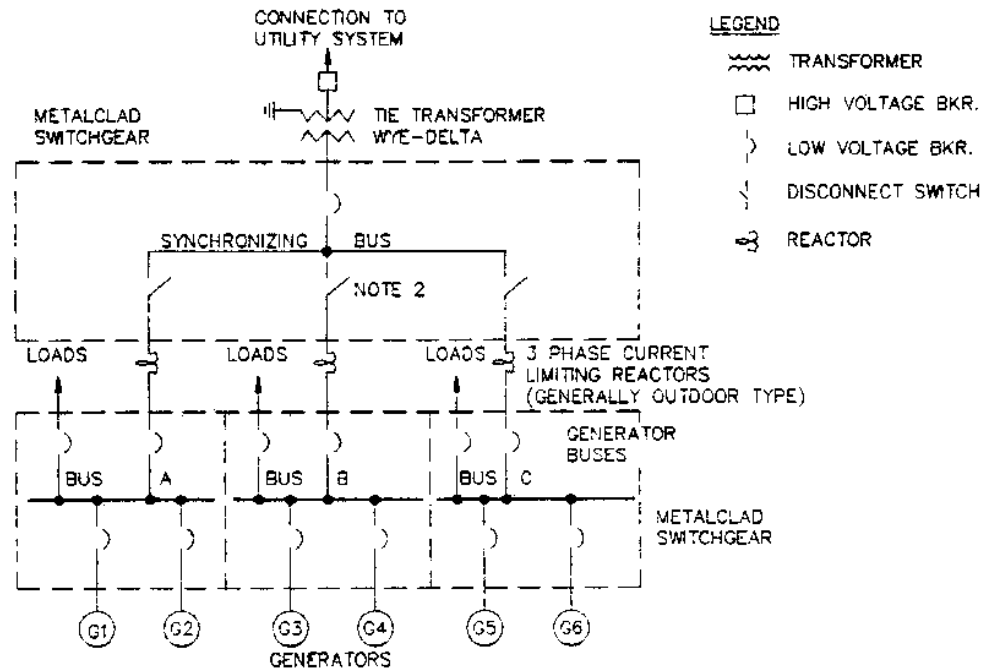 CONNECTION TO
UTILITY SYSTEM
LEGEND
TRANSFORMER
HIGH VOLTAGE BKR.
LOW VOLTAGE BKR.
DISCONNECT SWITCH
REACTOR
METALCLAD
SWITCHGEAR
TIE TRANSFORMER
WYE-DELTA
SYNCHRONIZING BUS
NOTE 2
LOADS
LOADS
LOADS
3 PHASE CURRENT
LIMITING REACTORS
(GENERALLY OUTDOOR TYPE)
GENERATOR
BUSES
BUS A
BUS B
BUS C
METALCLAD
SWITCHGEAR
G1 G2 G3 G4 G5 G6
GENERATORS